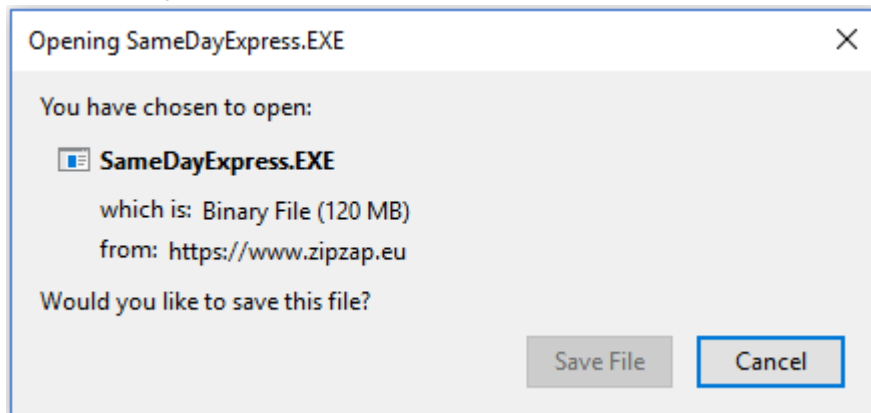 Opening SameDayExpress.EXE
You have chosen to open:
SameDayExpress.EXE
which is: Binary File (120 MB)
from: https://www.zipzap.eu
Would you like to save this file?
Save File Cancel